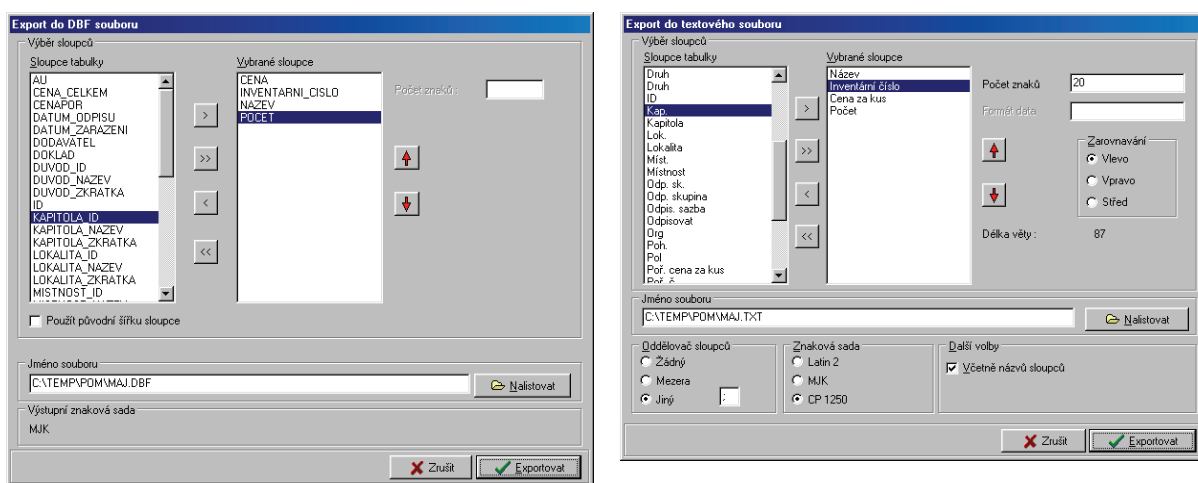 Export do DBF souboru
Výběr sloupců
Sloupce tabulky
Vybrané sloupce
AU
CENA_CELKEM
CENAPOR
DATUM_ODPISU
DATUM_ZARAZENI
DODAVATEL
DOKLAD
DUVOD_ID
DUVOD_NAZEV
DUVOD_ZKRATKA
ID
KAPITOLA_ID
KAPITOLA_NAZEV
KAPITOLA_ZKRATKA
LOKALITA_ID
LOKALITA_NAZEV
LOKALITA_ZKRATKA
MISTNOST_ID
>
>>
<
<<
CENA
INVENTARNI_CISLO
NAZEV
POCET
Počet znaků :
Použít původní šířku sloupce
Jméno souboru
C:\TEMP\POM\MAJ.DBF
Nalistovat
Výstupní znaková sada
MJK
Zrušit
Exportovat
Export do textového souboru
Výběr sloupců
Sloupce tabulky
Vybrané sloupce
Druh
Druh
ID
Kap.
Kapitola
Lok.
Lokalita
Míst.
Místnost
Odp. sk.
Odp. skupina
Odpis. sazba
Odpisovat
Org
Poh.
Pol
Poř. cena za kus
Poř. č.
>
>>
<
<<
Název
Inventární číslo
Cena za kus
Počet
Počet znaků
20
Formát data
Zarovnavání
Vlevo
Vpravo
Střed
Délka věty :
87
Jméno souboru
C:\TEMP\POM\MAJ.TXT
Nalistovat
Oddělovač sloupců
Žádný
Mezera
Jiný
;
Znaková sada
Latin 2
MJK
CP 1250
Další volby
Včetně názvů sloupců
Zrušit
Exportovat